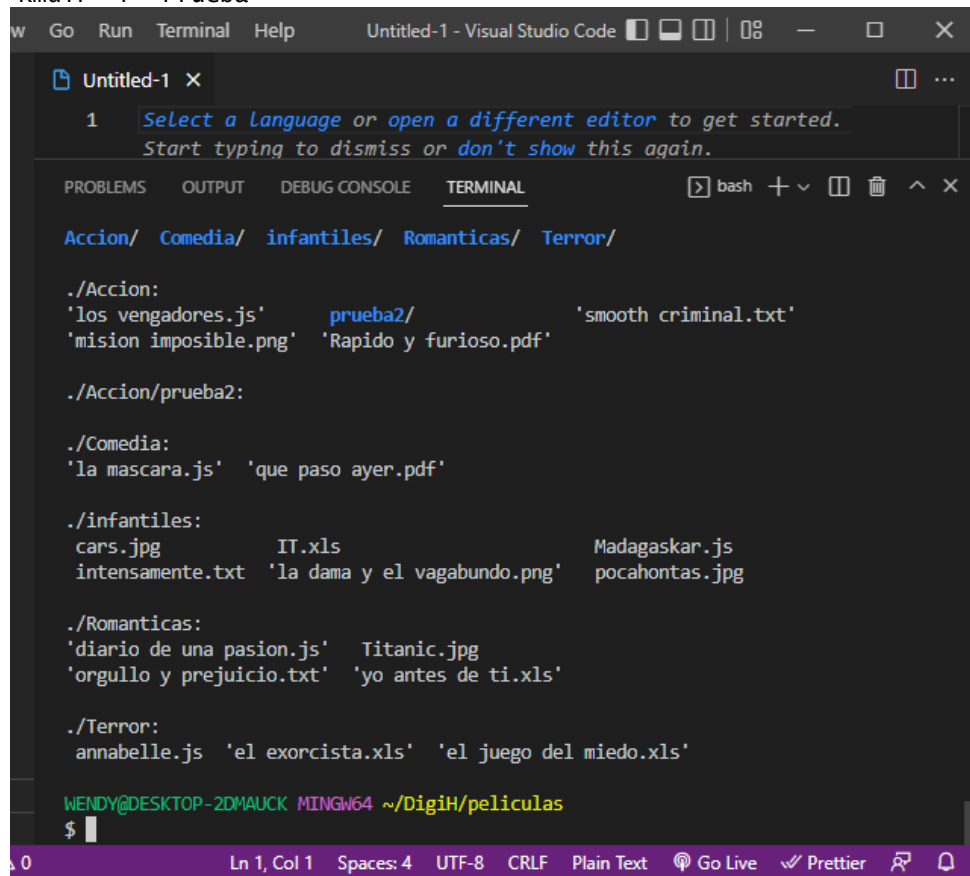 w Go Run Terminal Help Untitled-1 - Visual Studio Code
Untitled-1
1 Select a language or open a different editor to get started.
Start typing to dismiss or don't show this again.
PROBLEMS OUTPUT DEBUG CONSOLE TERMINAL bash
Accion/ Comedia/ infantiles/ Romanticas/ Terror/
./Accion:
'los vengadores.js' prueba2/ 'smooth criminal.txt'
'mision imposible.png' 'Rapido y furioso.pdf'
./Accion/prueba2:
./Comedia:
'la mascara.js' 'que paso ayer.pdf'
./infantiles:
cars.jpg IT.xls Madagaskar.js
intensamente.txt 'la dama y el vagabundo.png' pocahontas.jpg
./Romanticas:
'diario de una pasion.js' Titanic.jpg
'orgullo y prejuicio.txt' 'yo antes de ti.xls'
./Terror:
annabelle.js 'el exorcista.xls' 'el juego del miedo.xls'
WENDY@DESKTOP-2DMAUCK MINGW64 ~/DigiH/peliculas
$
0 Ln 1, Col 1 Spaces: 4 UTF-8 CRLF Plain Text Go Live Prettier